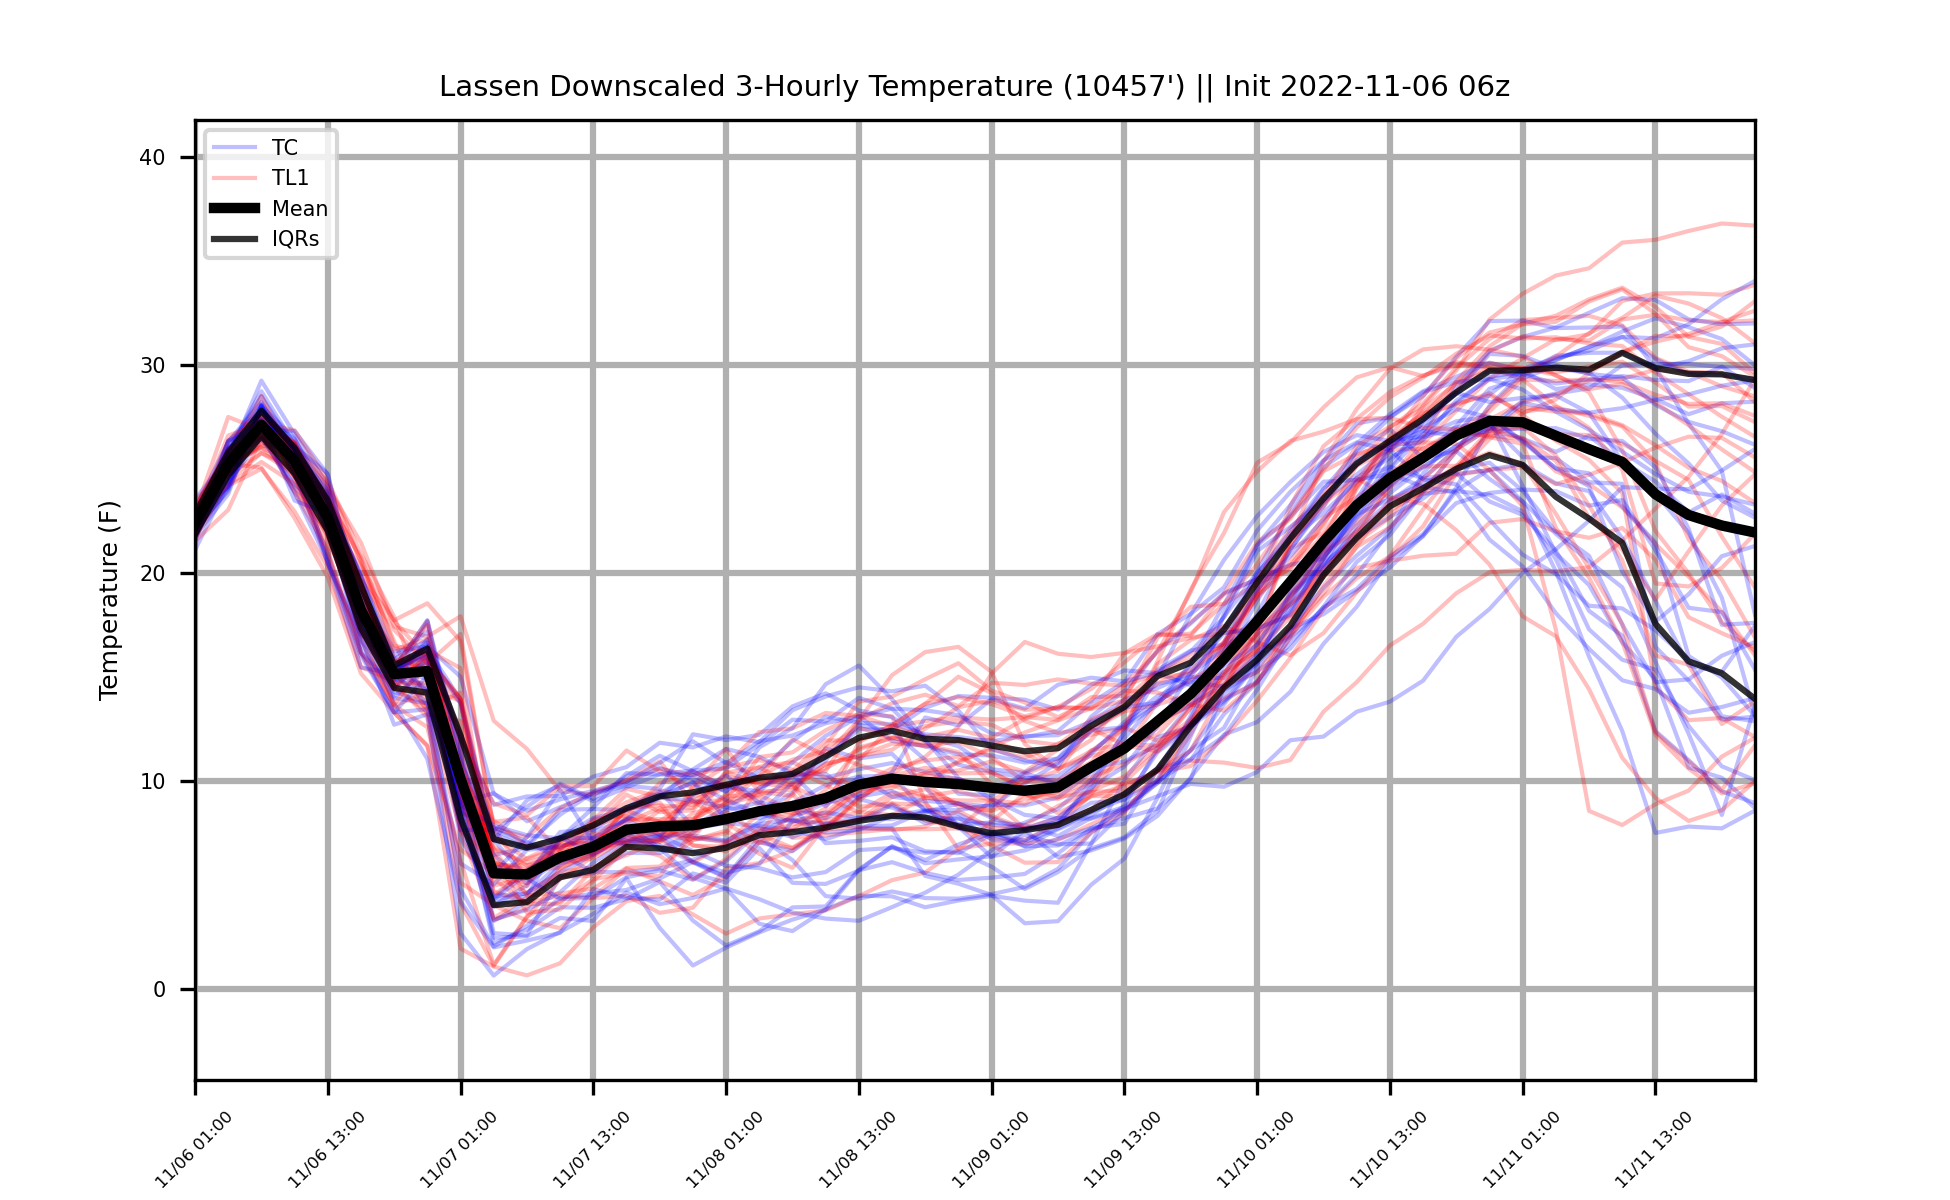 Lassen Downscaled 3-Hourly Temperature (10457') || Init 2022-11-06 06z
TC
TL1
Mean
IQRs
Temperature (F)
40
30
20
10
0
11/06 01:00
11/06 13:00
11/07 01:00
11/07 13:00
11/08 01:00
11/08 13:00
11/09 01:00
11/09 13:00
11/10 01:00
11/10 13:00
11/11 01:00
11/11 13:00